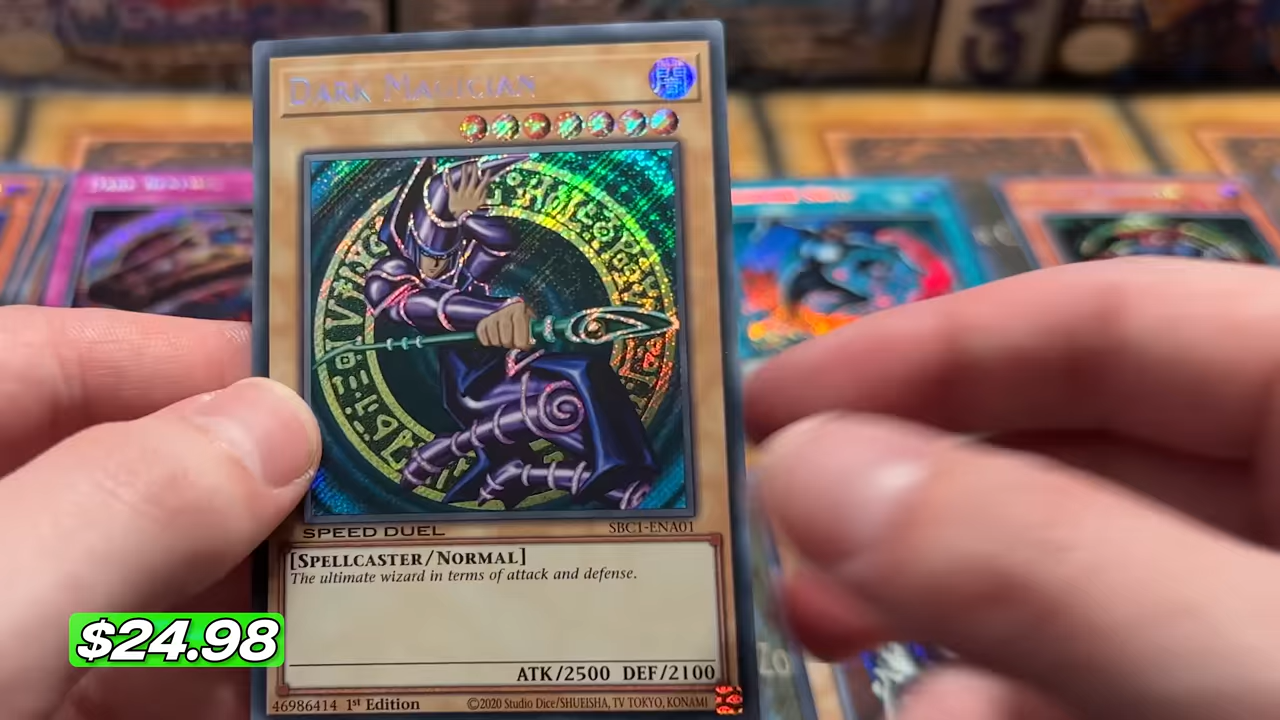 DARK MAGICIAN
闇
SPEED DUEL
SBC1-ENA01
[SPELLCASTER/NORMAL]
The ultimate wizard in terms of attack and defense.
ATK/2500 DEF/2100
46986414 1st Edition
©2020 Studio Dice/SHUEISHA, TV TOKYO, KONAMI
$24.98